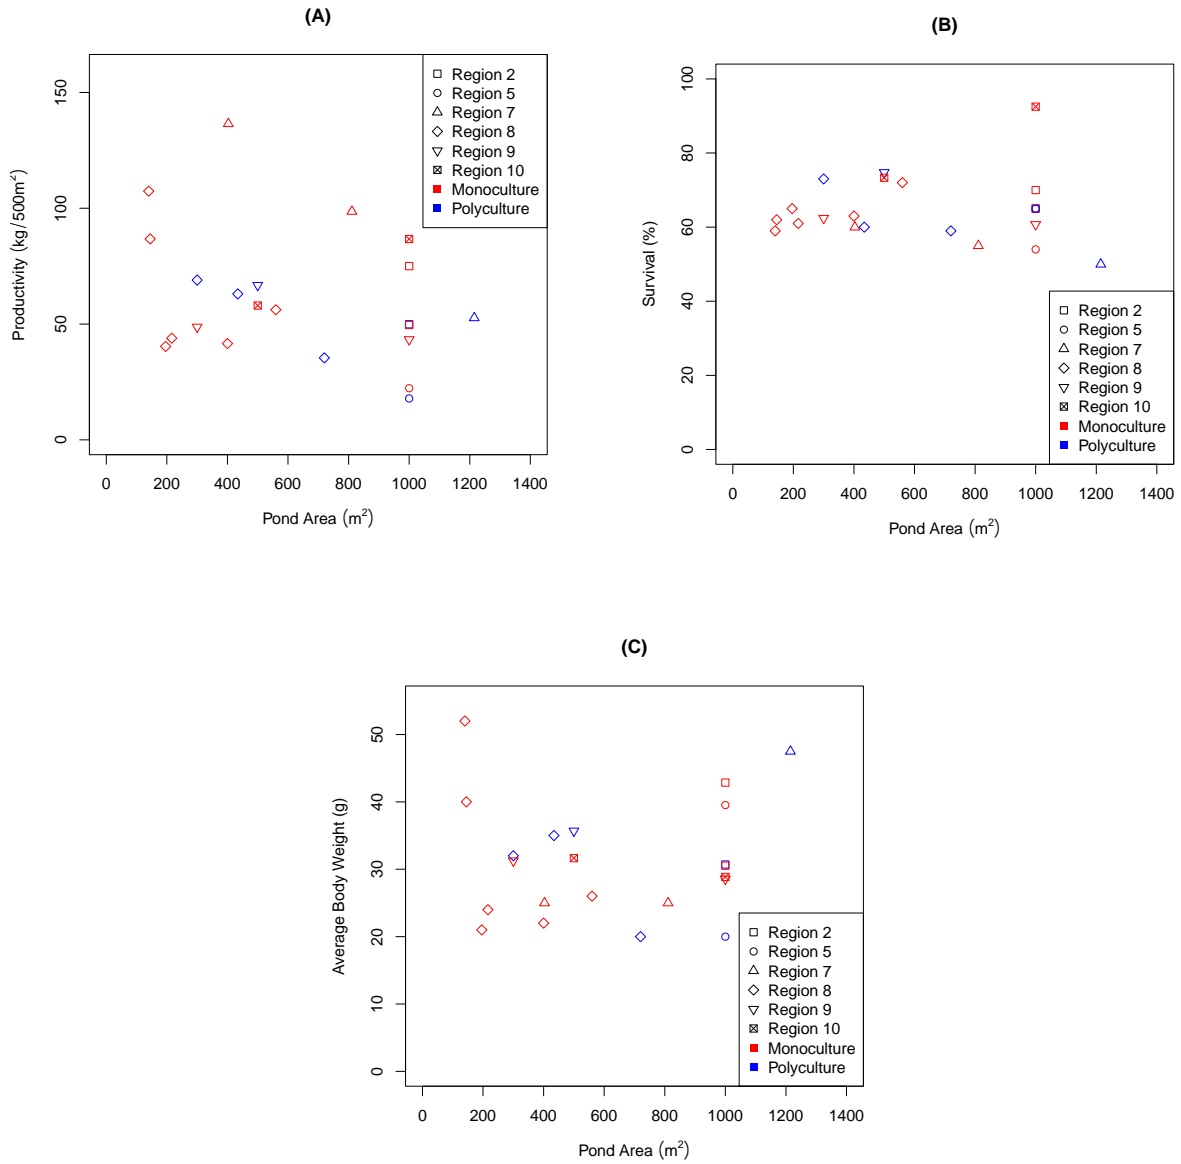 (A)
Productivity (kg/500m²)
150
100
50
0
Region 2
Region 5
Region 7
Region 8
Region 9
Region 10
Monoculture
Polyculture
0 200 400 600 800 1000 1200 1400
Pond Area (m²)
(B)
Survival (%)
100
80
60
40
20
0
Region 2
Region 5
Region 7
Region 8
Region 9
Region 10
Monoculture
Polyculture
0 200 400 600 800 1000 1200 1400
Pond Area (m²)
(C)
Average Body Weight (g)
50
40
30
20
10
0
Region 2
Region 5
Region 7
Region 8
Region 9
Region 10
Monoculture
Polyculture
0 200 400 600 800 1000 1200 1400
Pond Area (m²)